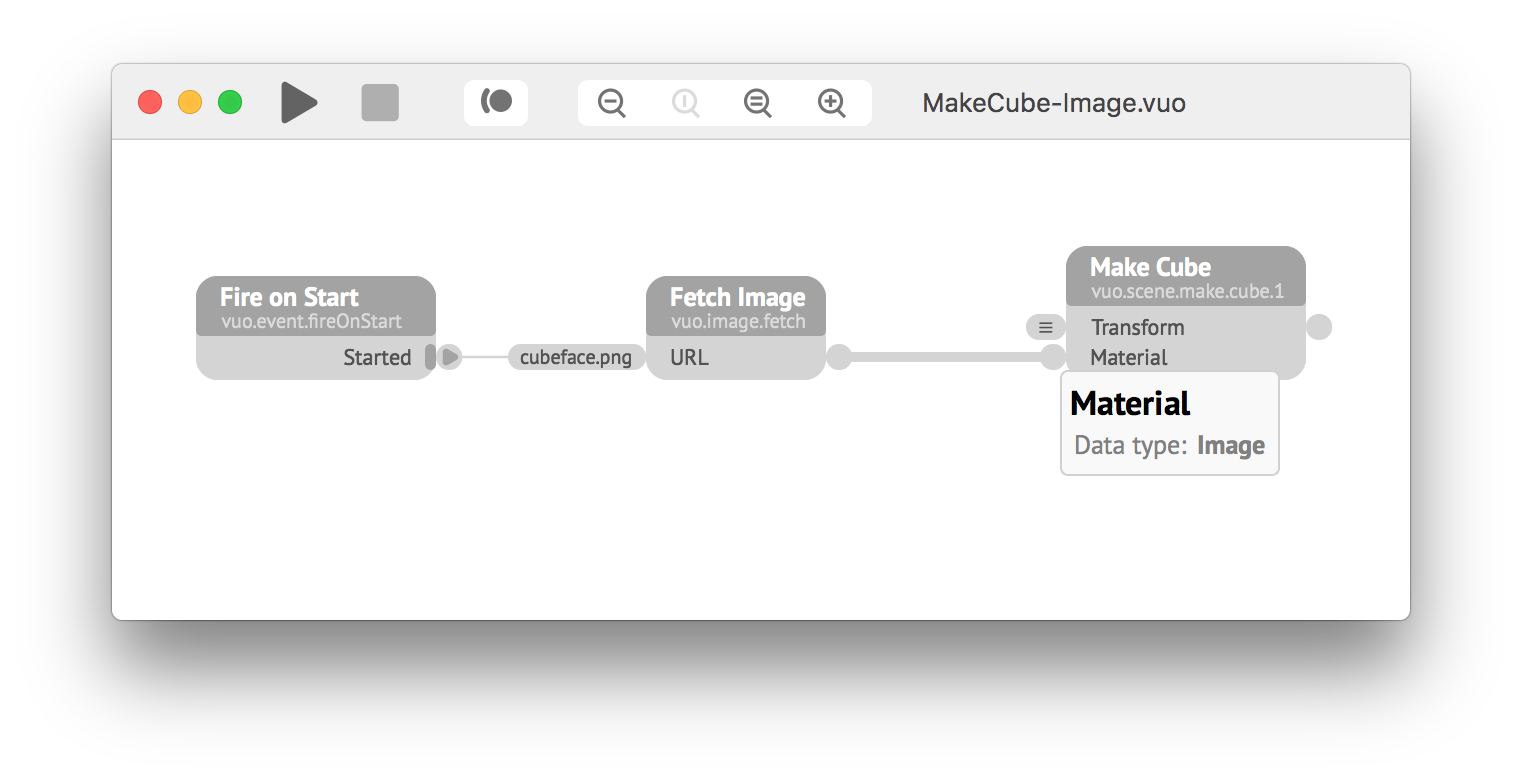 MakeCube-Image.vuo
Fire on Start
vuo.event.fireOnStart
Started
cubeface.png
Fetch Image
vuo.image.fetch
URL
Make Cube
vuo.scene.make.cube.1
Transform
Material
Material
Data type: Image